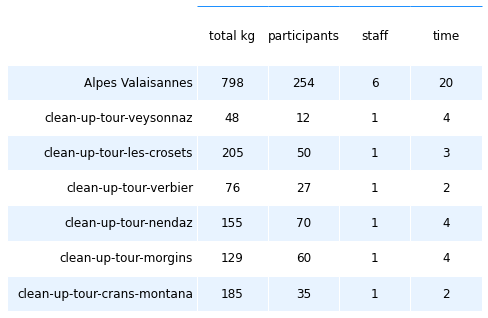 total kg participants staff time
Alpes Valaisannes 798 254 6 20
clean-up-tour-veysonnaz 48 12 1 4
clean-up-tour-les-crosets 205 50 1 3
clean-up-tour-verbier 76 27 1 2
clean-up-tour-nendaz 155 70 1 4
clean-up-tour-morgins 129 60 1 4
clean-up-tour-crans-montana 185 35 1 2